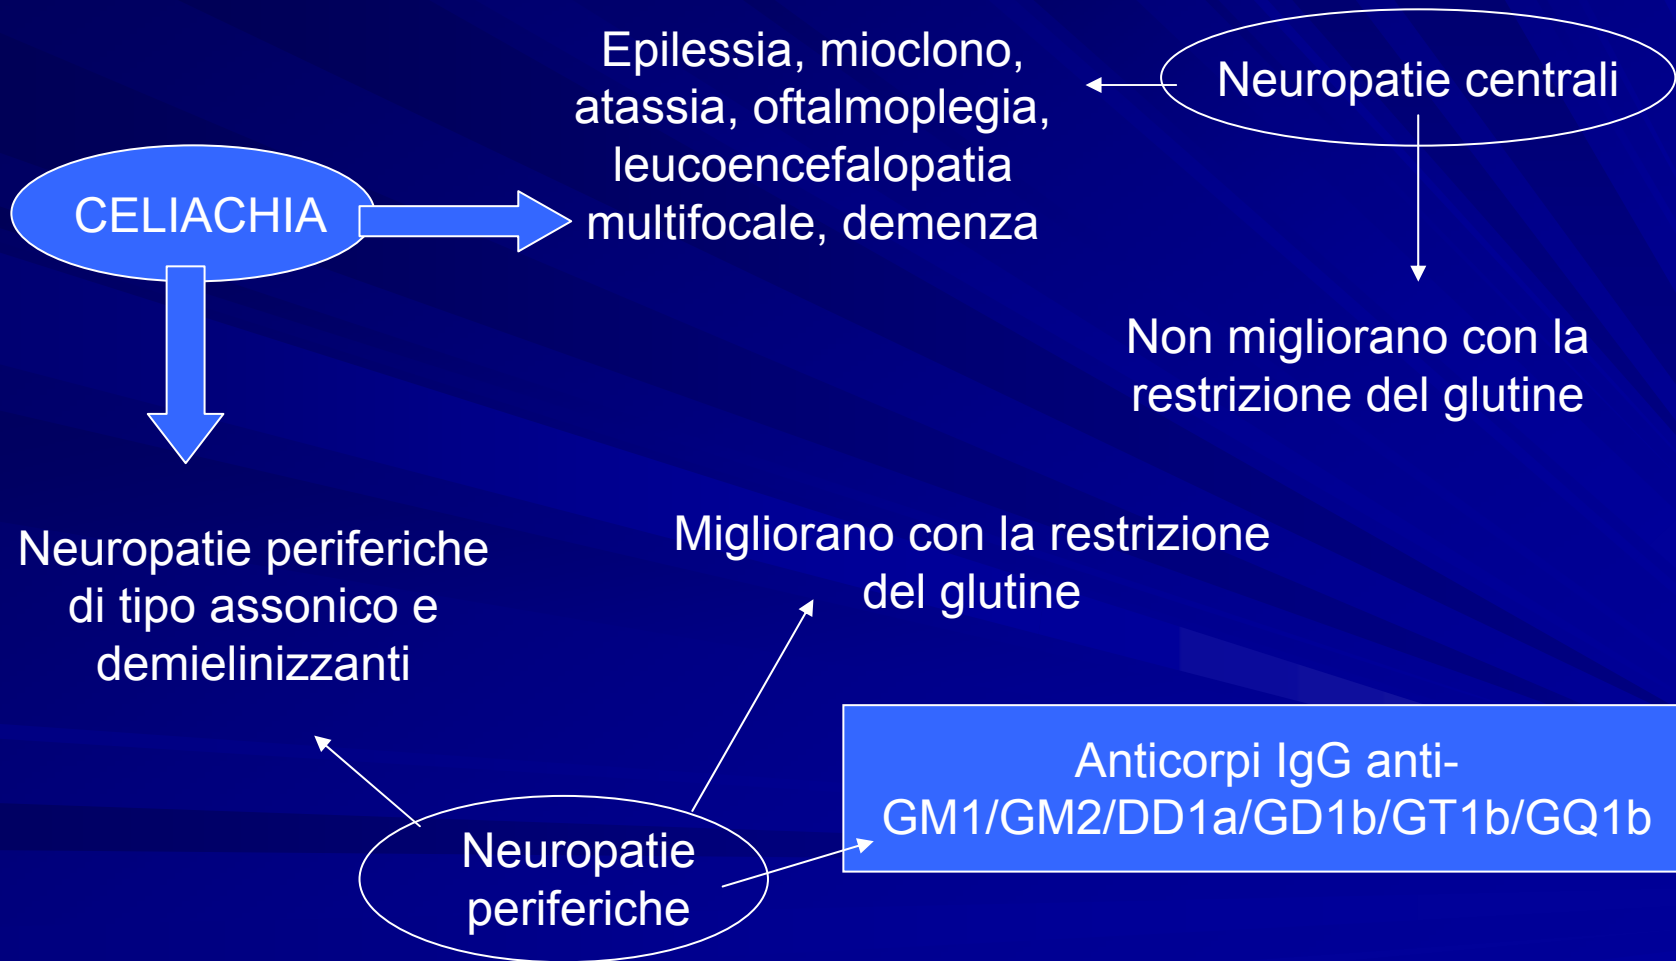 Epilessia, mioclono,
atassia, oftalmoplegia,
leucoencefalopatia
multifocale, demenza
Neuropatie centrali
CELIACHIA
Non migliorano con la
restrizione del glutine
Neuropatie periferiche
di tipo assonico e
demielinizzanti
Migliorano con la restrizione
del glutine
Anticorpi IgG anti-
GM1/GM2/DD1a/GD1b/GT1b/GQ1b
Neuropatie
periferiche